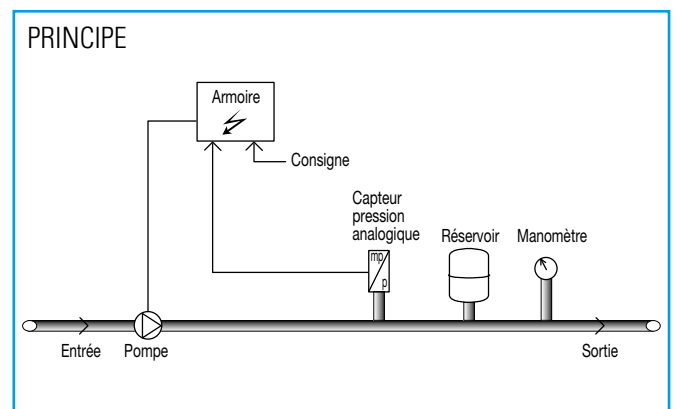 PRINCIPE
Armoire
Consigne
Capteur
pression
analogique
Réservoir
Manomètre
mp
p
Entrée
Pompe
Sortie